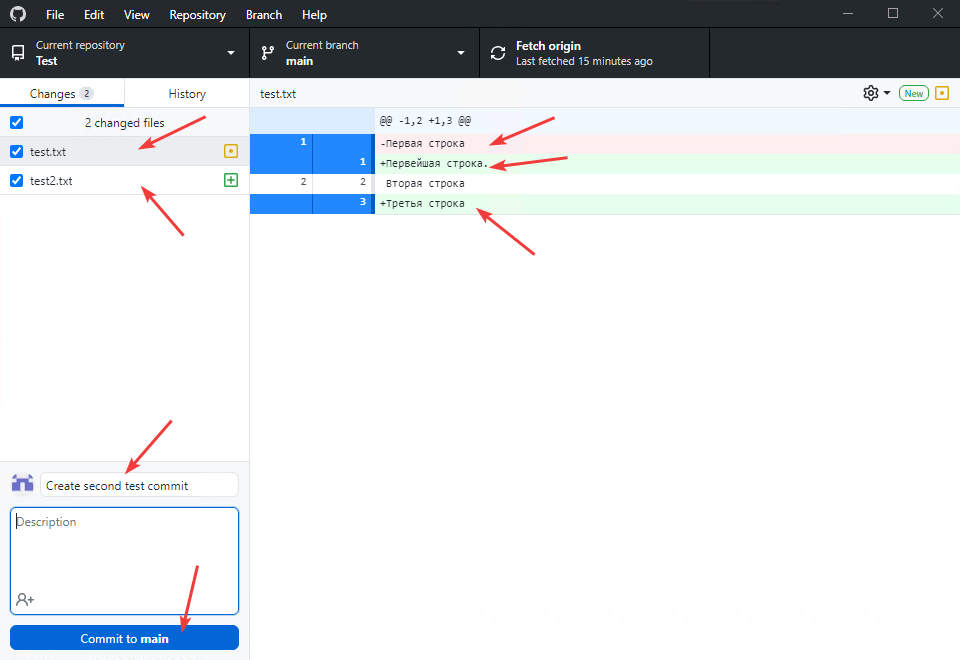 File Edit View Repository Branch Help
Current repository
Test
Current branch
main
Fetch origin
Last fetched 15 minutes ago
Changes 2
History
test.txt
New
2 changed files
test.txt
test2.txt
@@ -1,2 +1,3 @@
1 -Первая строка
1 +Первейшая строка.
2 2 Вторая строка
3 +Третья строка
Create second test commit
Description
Commit to main